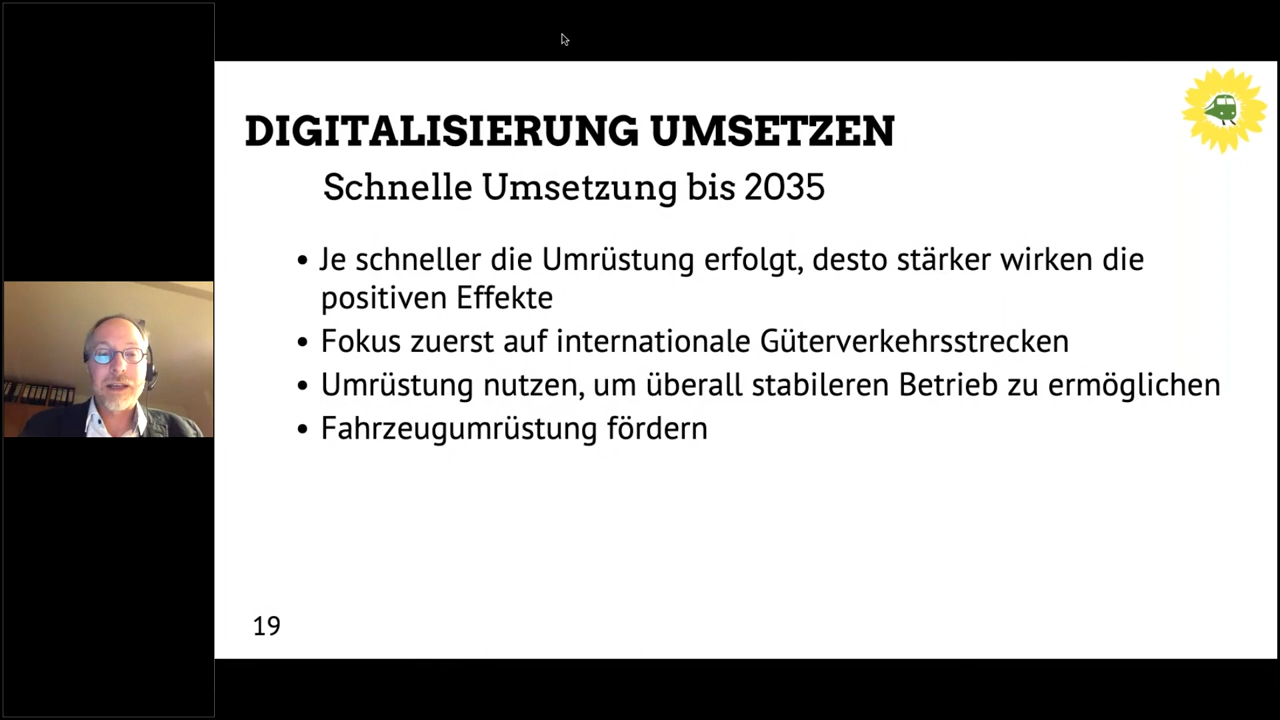 DIGITALISIERUNG UMSETZEN
Schnelle Umsetzung bis 2035
• Je schneller die Umrüstung erfolgt, desto stärker wirken die
positiven Effekte
• Fokus zuerst auf internationale Güterverkehrsstrecken
• Umrüstung nutzen, um überall stabileren Betrieb zu ermöglichen
• Fahrzeugumrüstung fördern
19